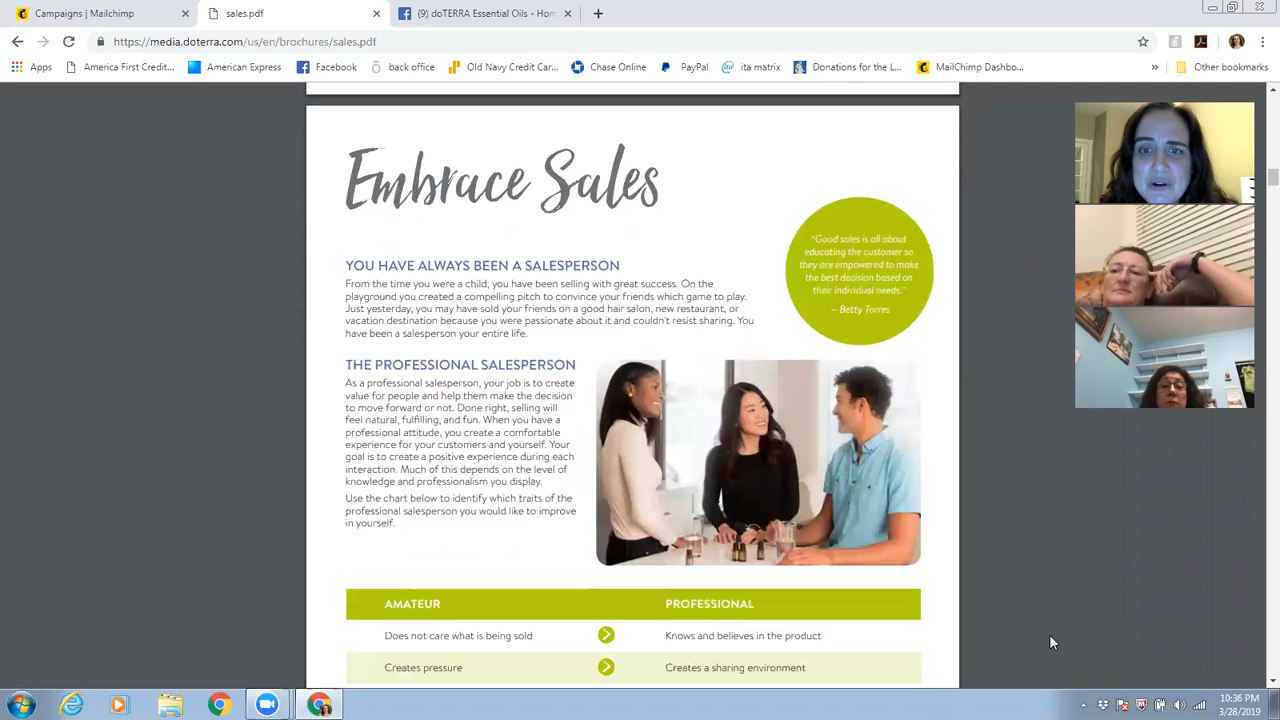 Campaigns | Mailchimp
sales.pdf
(7) doTERRA Essential Oils - Hom
https://media.doterra.com/us/en/brochures/sales.pdf
Apps
America First Credit...
American Express
Facebook
back office
Old Navy Credit Car...
Chase Online
PayPal
ita matrix
Donations for the L...
MailChimp Dashbo...
»
Other bookmarks
Embrace Sales
YOU HAVE ALWAYS BEEN A SALESPERSON
From the time you were a child, you have been selling with great success. On the
playground you created a compelling pitch to convince your friends which game to play.
Just yesterday, you may have sold your friends on a good hair salon, new restaurant, or
vacation destination because you were passionate about it and couldn't resist sharing. You
have been a salesperson your entire life.
"Good sales is all about
educating the customer so
they are empowered to make
the best decision based on
their individual needs."
– Betty Torres
THE PROFESSIONAL SALESPERSON
As a professional salesperson, your job is to create
value for people and help them make the decision
to move forward or not. Done right, selling will
feel natural, fulfilling, and fun. When you have a
professional attitude, you create a comfortable
experience for your customers and yourself. Your
goal is to create a positive experience during each
interaction. Much of this depends on the level of
knowledge and professionalism you display.
Use the chart below to identify which traits of the
professional salesperson you would like to improve
in yourself.
AMATEUR PROFESSIONAL
Does not care what is being sold Knows and believes in the product
Creates pressure Creates a sharing environment
10:36 PM
3/28/2019